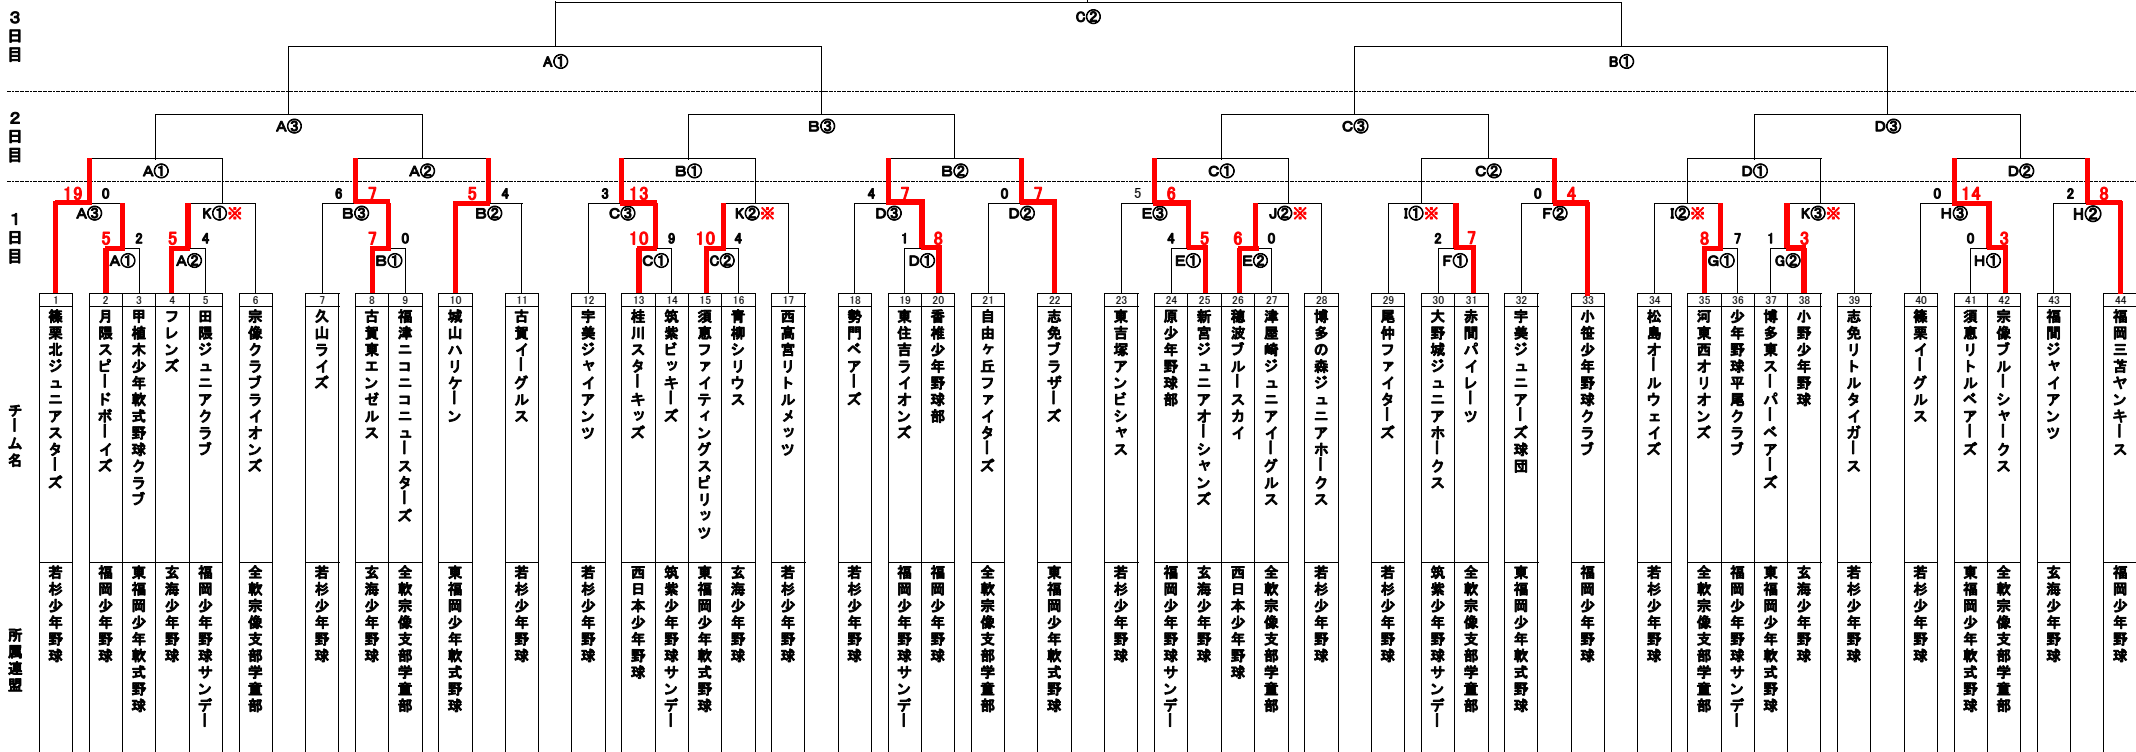 3日目
C②
A① B①
2日目
A③ B③ C③ D③
A① A② B① B② C① C② D① D②
1日目
19 0 6 7 5 4 3 13 4 7 0 7 5 6 0 4 0 14 2 8
A③ K①※ B③ B② C③ K②※ D③ D② E③ J②※ I①※ F② I②※ K③※ H③ H②
5 2 5 4 7 0 10 9 10 4 1 8 4 5 6 0 2 7 8 7 1 3 0 3
A① A② B① C① C② D① E① E② F① G① G② H①
1 2 3 4 5 6 7 8 9 10 11 12 13 14 15 16 17 18 19 20 21 22 23 24 25 26 27 28 29 30 31 32 33 34 35 36 37 38 39 40 41 42 43 44
チーム名
篠栗北ジュニアスターズ
月隈スピードボーイズ
甲植木少年軟式野球クラブ
フレンズ
田隈ジュニアクラブ
宗像クラブライオンズ
久山ライズ
古賀東エンゼルス
福津ニコニコニュースターズ
城山ハリケーン
古賀イーグルス
宇美ジャイアンツ
桂川スターキッズ
筑紫ビッキーズ
須恵ファイティングスピリッツ
青柳シリウス
西高宮リトルメッツ
勢門ベアーズ
東住吉ライオンズ
香椎少年野球部
自由ヶ丘ファイターズ
志免ブラザーズ
東吉塚アンビシャス
原少年野球部
新宮ジュニアオーシャンズ
穂波ブルースカイ
津屋崎ジュニアイーグルス
博多の森ジュニアホークス
尾仲ファイターズ
大野城ジュニアホークス
赤間パイレーツ
宇美ジュニアーズ球団
小笹少年野球クラブ
松島オールウェイズ
河東西オリオンズ
少年野球平尾クラブ
博多東スーパーベアーズ
小野少年野球
志免リトルタイガース
篠栗イーグルス
須恵リトルベアーズ
宗像ブルーシャークス
福間ジャイアンツ
福岡三苫ヤンキース
所属連盟
若杉少年野球
福岡少年野球
東福岡少年軟式野球
玄海少年野球
福岡少年野球サンデー
全軟宗像支部学童部
若杉少年野球
玄海少年野球
全軟宗像支部学童部
東福岡少年軟式野球
若杉少年野球
若杉少年野球
西日本少年野球
筑紫少年野球サンデー
東福岡少年軟式野球
玄海少年野球
若杉少年野球
若杉少年野球
福岡少年野球サンデー
福岡少年野球
全軟宗像支部学童部
東福岡少年軟式野球
若杉少年野球
福岡少年野球サンデー
玄海少年野球
西日本少年野球
全軟宗像支部学童部
若杉少年野球
若杉少年野球
筑紫少年野球サンデー
全軟宗像支部学童部
東福岡少年軟式野球
福岡少年野球
若杉少年野球
全軟宗像支部学童部
福岡少年野球サンデー
東福岡少年軟式野球
玄海少年野球
若杉少年野球
若杉少年野球
東福岡少年軟式野球
全軟宗像支部学童部
玄海少年野球
福岡少年野球